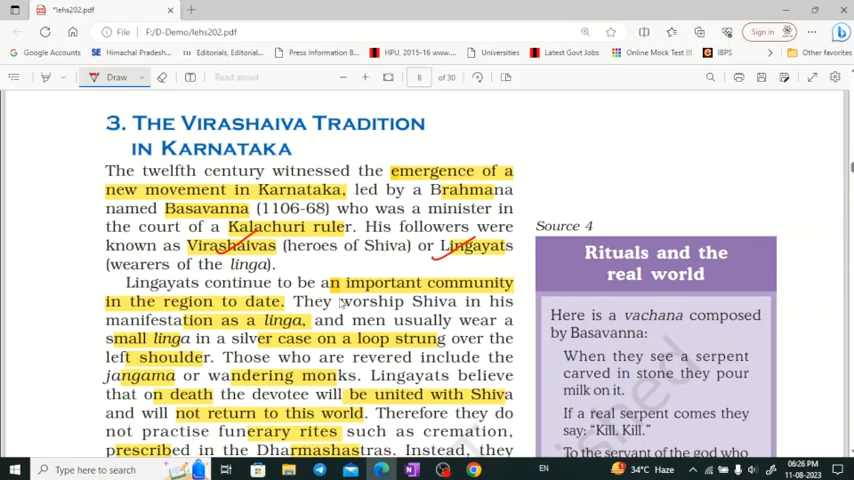 *lehs202.pdf
File
F:/D-Demo/lehs202.pdf
Sign in
SE
Himachal Pradesh...
Editorials, Editorial...
Press Information B...
HPU, 2015-16 www.h...
Universities
Latest Govt Jobs
Online Mock Test !!!
IBPS
Other favorites
Draw
Read aloud
8
of 30
3. The Virashaiva Tradition
in Karnataka
The twelfth century witnessed the emergence of a
new movement in Karnataka, led by a Brahmana
named Basavanna (1106-68) who was a minister in
the court of a Kalachuri ruler. His followers were
known as Virashaivas (heroes of Shiva) or Lingayats
(wearers of the linga).
Lingayats continue to be an important community
in the region to date. They worship Shiva in his
manifestation as a linga, and men usually wear a
small linga in a silver case on a loop strung over the
left shoulder. Those who are revered include the
jangama or wandering monks. Lingayats believe
that on death the devotee will be united with Shiva
and will not return to this world. Therefore they do
not practise funerary rites such as cremation,
prescribed in the Dharmashastras. Instead, they
Source 4
Rituals and the
real world
Here is a vachana composed
by Basavanna:
When they see a serpent
carved in stone they pour
milk on it.
If a real serpent comes they
say: "Kill. Kill."
To the servant of the god who
Type here to search
34°C Haze
EN
06:26 PM
11-08-2023